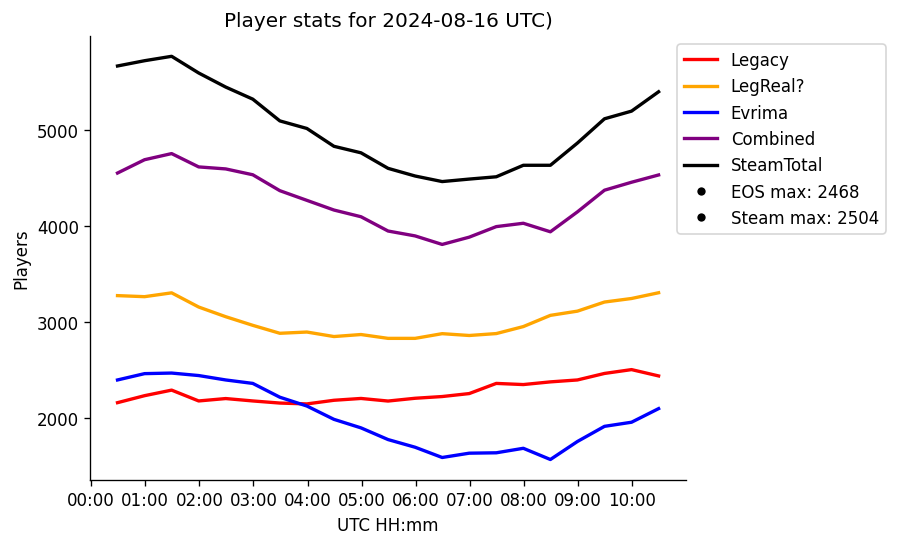 Player stats for 2024-08-16 UTC)
Legacy
LegReal?
Evrima
Combined
SteamTotal
EOS max: 2468
Steam max: 2504
Players
5000
4000
3000
2000
00:00 01:00 02:00 03:00 04:00 05:00 06:00 07:00 08:00 09:00 10:00
UTC HH:mm